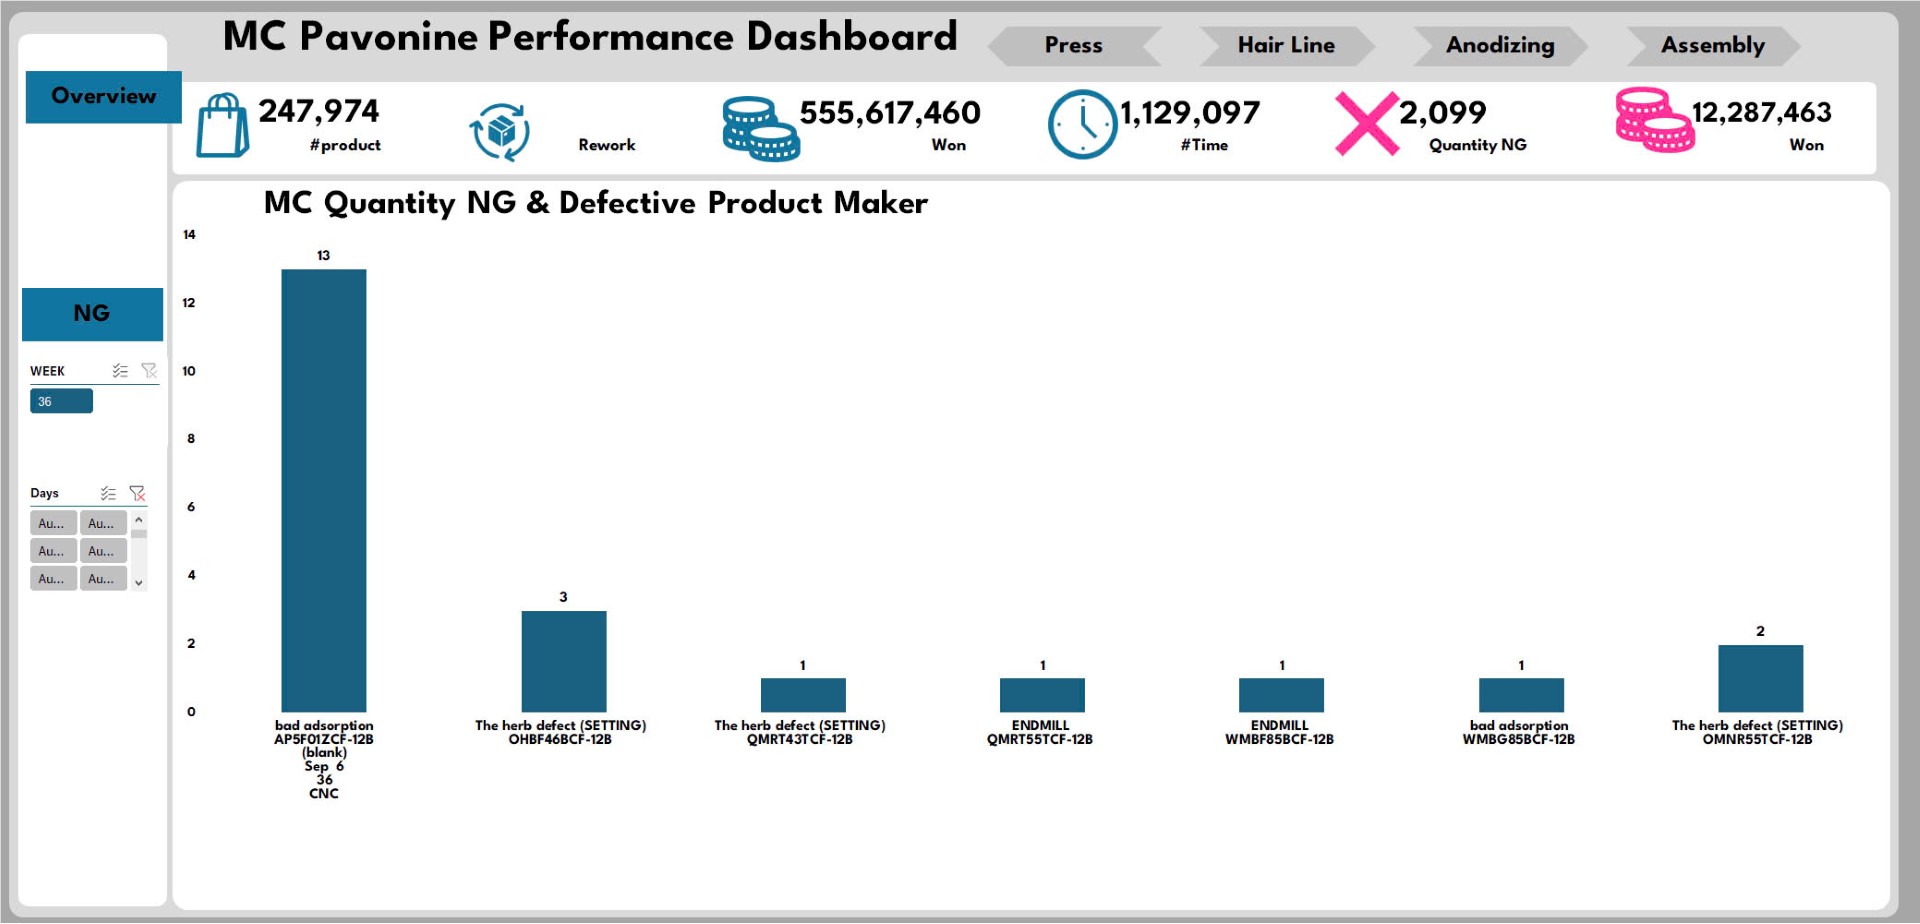 MC Pavonine Performance Dashboard
Press
Hair Line
Anodizing
Assembly
Overview
247,974
#product
Rework
555,617,460
Won
1,129,097
#Time
2,099
Quantity NG
12,287,463
Won
MC Quantity NG & Defective Product Maker
NG
WEEK
36
Days
Au... Au...
Au... Au...
Au... Au...
14
12
10
8
6
4
2
0
13
3
1
1
1
1
2
bad adsorption
AP5F01ZCF-12B
(blank)
Sep 6
36
CNC
The herb defect (SETTING)
OHBF46BCF-12B
The herb defect (SETTING)
QMRT43TCF-12B
ENDMILL
QMRT55TCF-12B
ENDMILL
WMBF85BCF-12B
bad adsorption
WMBG85BCF-12B
The herb defect (SETTING)
OMNR55TCF-12B